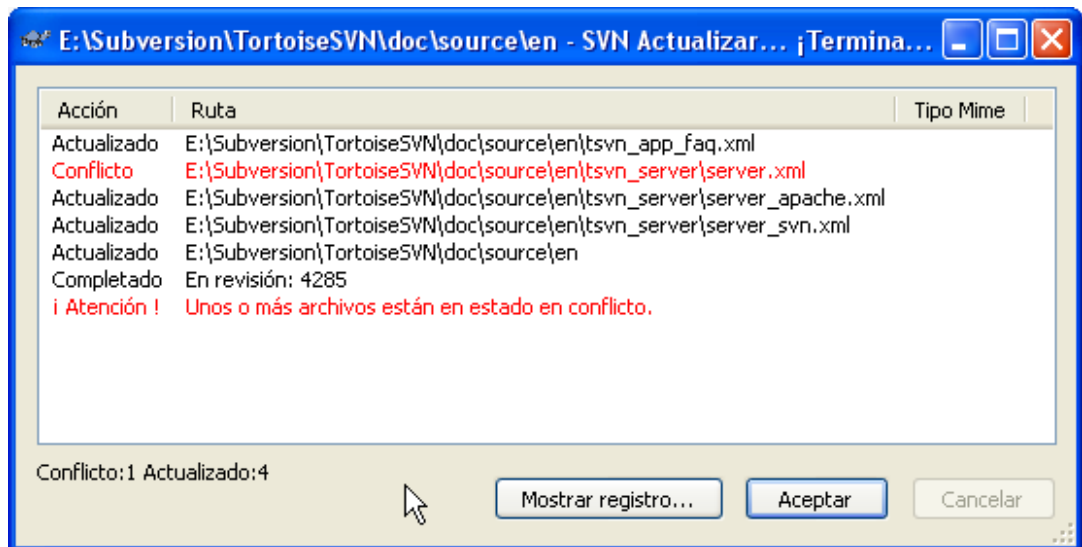 E:\Subversion\TortoiseSVN\doc\source\en - SVN Actualizar... ¡Termina...
Acción Ruta Tipo Mime
Actualizado E:\Subversion\TortoiseSVN\doc\source\en\tsvn_app_faq.xml
Conflicto E:\Subversion\TortoiseSVN\doc\source\en\tsvn_server\server.xml
Actualizado E:\Subversion\TortoiseSVN\doc\source\en\tsvn_server\server_apache.xml
Actualizado E:\Subversion\TortoiseSVN\doc\source\en\tsvn_server\server_svn.xml
Actualizado E:\Subversion\TortoiseSVN\doc\source\en
Completado En revisión: 4285
¡ Atención ! Unos o más archivos están en estado en conflicto.
Conflicto:1 Actualizado:4
Mostrar registro... Aceptar Cancelar